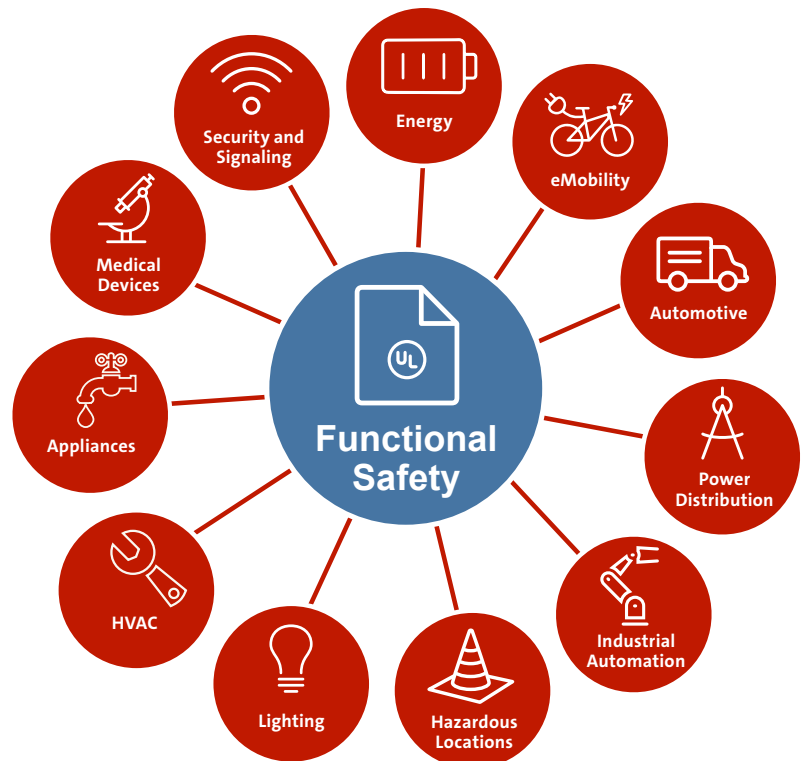 Energy
eMobility
Automotive
Power
Distribution
Industrial
Automation
Hazardous
Locations
Lighting
HVAC
Appliances
Medical
Devices
Security and
Signaling
UL
Functional
Safety